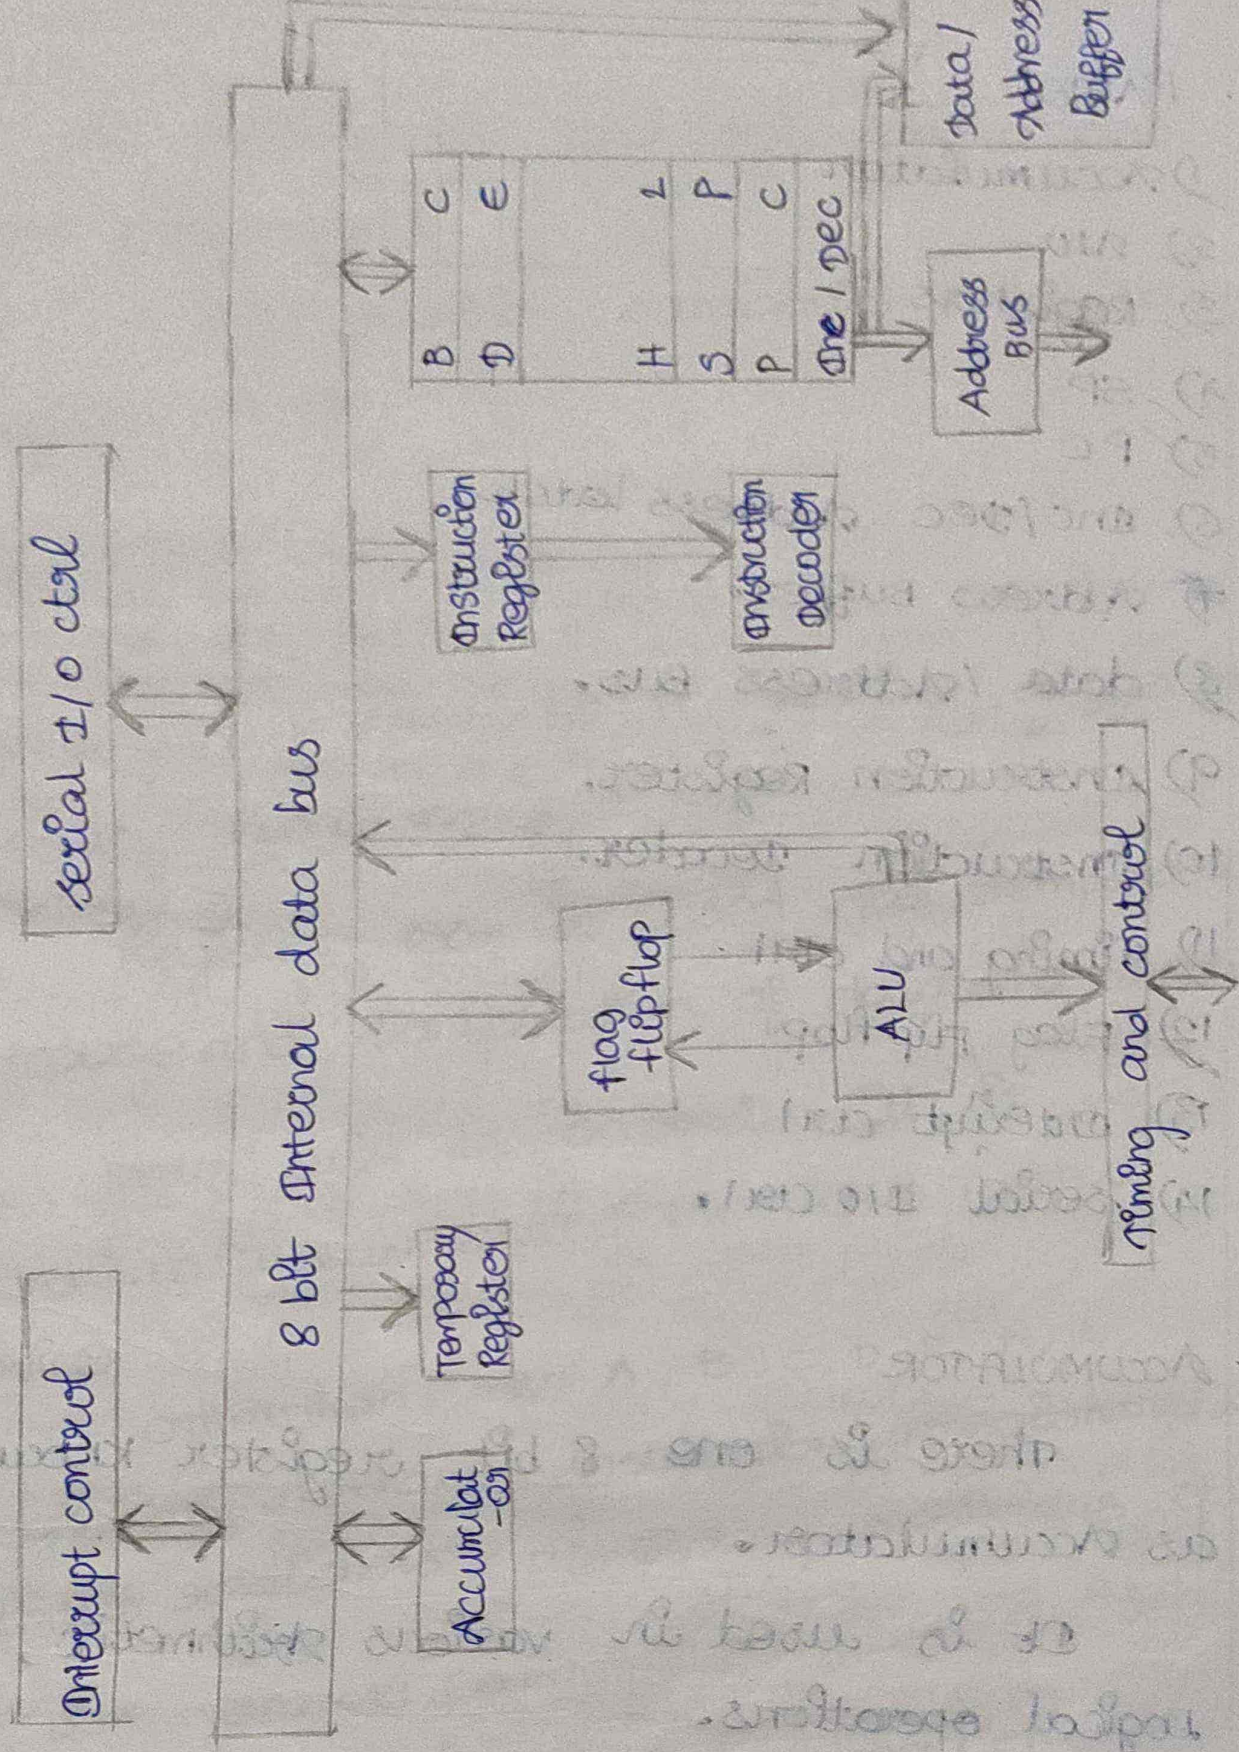 Interrupt control
serial I/O ctrl
8 bit Internal data bus
Accumulat
-or
Temporary
Register
flag
flipflop
ALU
Timing and control
Instruction
Register
Instruction
Decoder
B C
D E
H L
S P
P C
Inc / Dec
Address
Bus
Data /
Address
Buffer